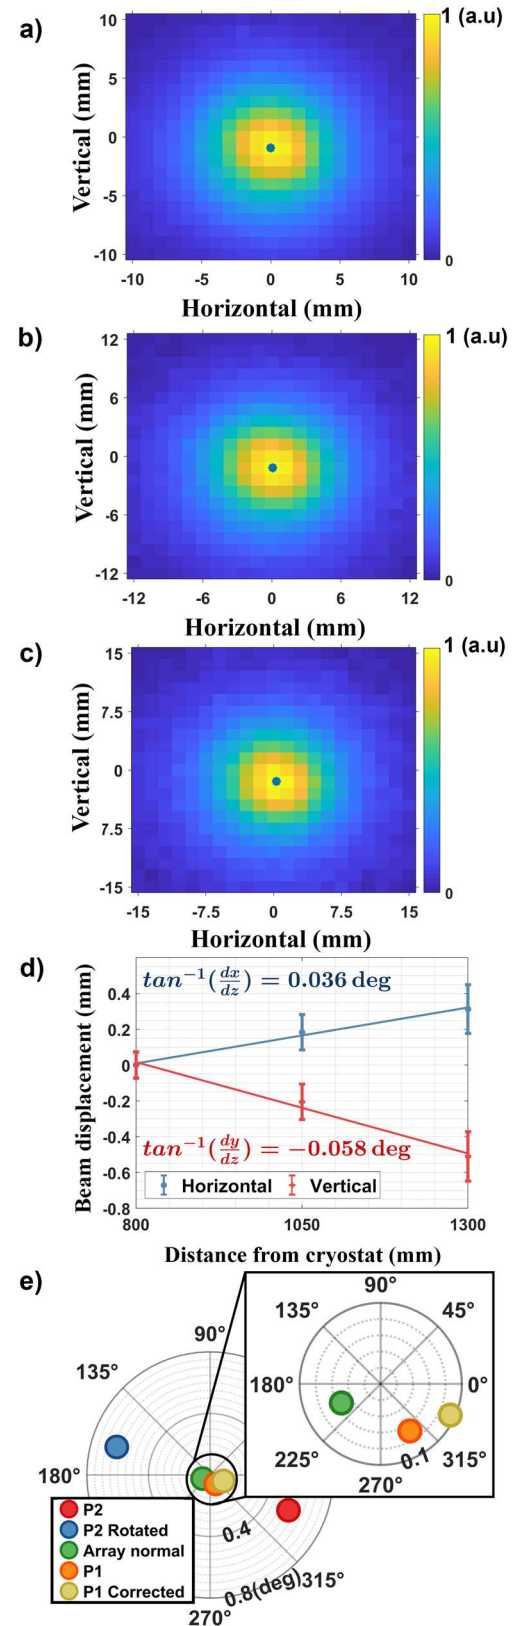 a)
1 (a.u)
10
5
0
-5
-10
0
Vertical (mm)
-10 -5 0 5 10
Horizontal (mm)
b)
1 (a.u)
12
6
0
-6
-12
0
Vertical (mm)
-12 -6 0 6 12
Horizontal (mm)
c)
1 (a.u)
15
7.5
0
7.5
-15
0
Vertical (mm)
-15 -7.5 0 7.5 15
Horizontal (mm)
d)
tan⁻¹(dx/dz) = 0.036 deg
0.4
0.2
0
-0.2
-0.4
-0.6
-0.8
Beam displacement (mm)
tan⁻¹(dy/dz) = −0.058 deg
Horizontal Vertical
800 1050 1300
Distance from cryostat (mm)
e)
90°
135° 45°
180° 0°
225° 0.1 315°
270°
90°
135°
180°
0.4
0.8(deg) 315°
270°
P2
P2 Rotated
Array normal
P1
P1 Corrected